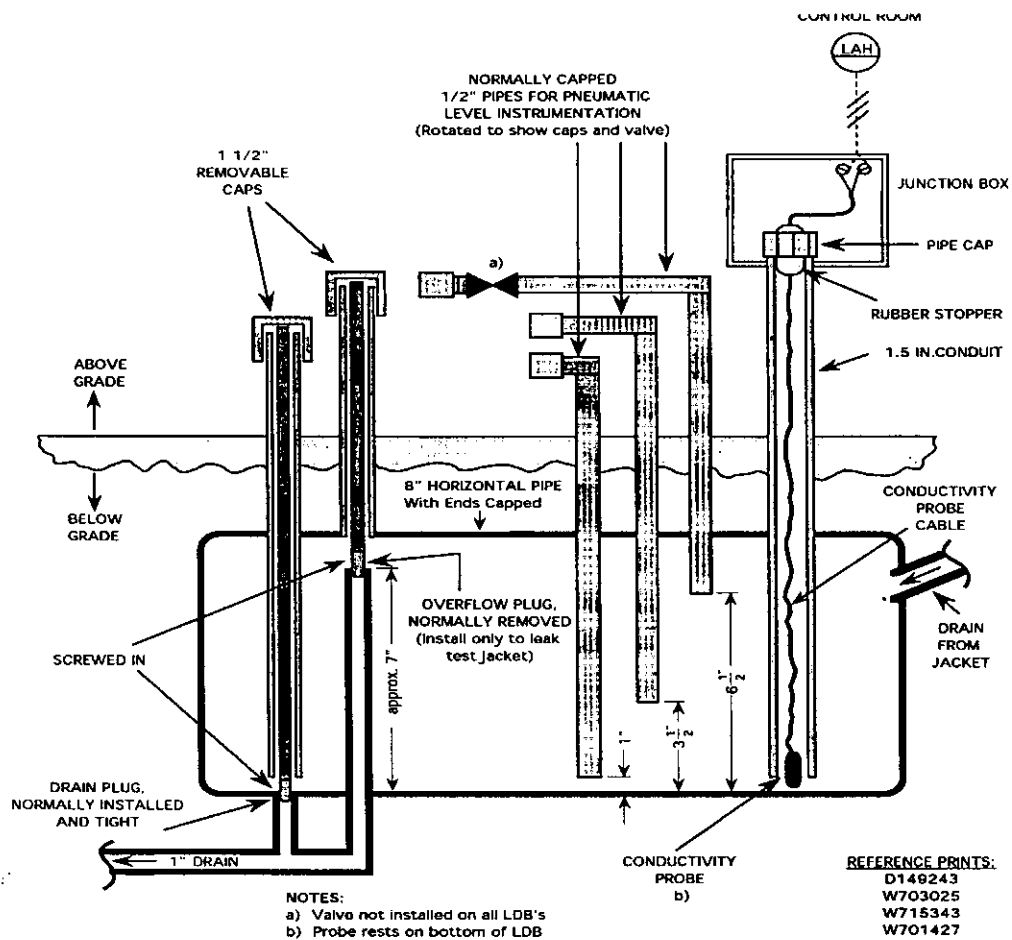 CONTROL ROOM
LAH
NORMALLY CAPPED
1/2" PIPES FOR PNEUMATIC
LEVEL INSTRUMENTATION
(Rotated to show caps and valve)
1 1/2"
REMOVABLE
CAPS
JUNCTION BOX
PIPE CAP
a)
RUBBER STOPPER
1.5 IN.CONDUIT
ABOVE
GRADE
BELOW
GRADE
8" HORIZONTAL PIPE
With Ends Capped
CONDUCTIVITY
PROBE
CABLE
OVERFLOW PLUG,
NORMALLY REMOVED
(Install only to leak
test jacket)
DRAIN
FROM
JACKET
SCREWED IN
approx. 7"
1"
3 1/2"
6 1/2"
DRAIN PLUG,
NORMALLY INSTALLED
AND TIGHT
1" DRAIN
CONDUCTIVITY
PROBE
b)
NOTES:
a) Valve not installed on all LDB's
b) Probe rests on bottom of LDB
REFERENCE PRINTS:
D149243
W703025
W715343
W701427